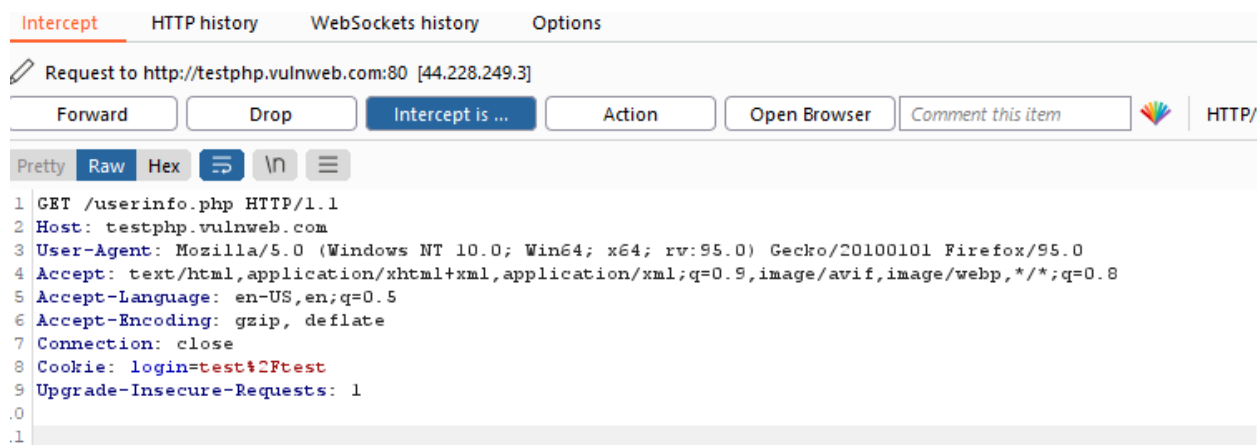 Intercept HTTP history WebSockets history Options
Request to http://testphp.vulnweb.com:80 [44.228.249.3]
Forward Drop Intercept is ... Action Open Browser Comment this item HTTP/
Pretty Raw Hex \n
1 GET /userinfo.php HTTP/1.1
2 Host: testphp.vulnweb.com
3 User-Agent: Mozilla/5.0 (Windows NT 10.0; Win64; x64; rv:95.0) Gecko/20100101 Firefox/95.0
4 Accept: text/html,application/xhtml+xml,application/xml;q=0.9,image/avif,image/webp,*/*;q=0.8
5 Accept-Language: en-US,en;q=0.5
6 Accept-Encoding: gzip, deflate
7 Connection: close
8 Cookie: login=test%2Ftest
9 Upgrade-Insecure-Requests: 1
.0
.1